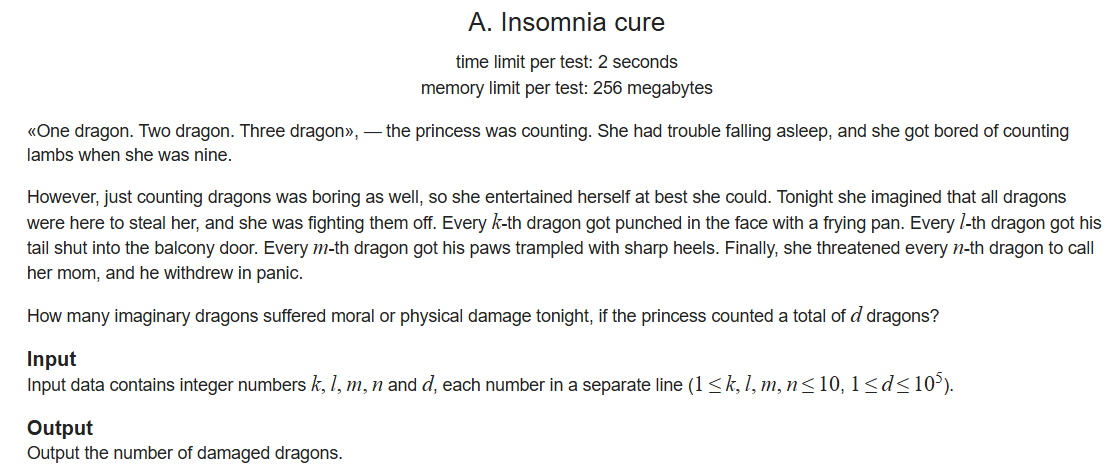 A. Insomnia cure
time limit per test: 2 seconds
memory limit per test: 256 megabytes
«One dragon. Two dragon. Three dragon», — the princess was counting. She had trouble falling asleep, and she got bored of counting
lambs when she was nine.
However, just counting dragons was boring as well, so she entertained herself at best she could. Tonight she imagined that all dragons
were here to steal her, and she was fighting them off. Every k-th dragon got punched in the face with a frying pan. Every l-th dragon got his
tail shut into the balcony door. Every m-th dragon got his paws trampled with sharp heels. Finally, she threatened every n-th dragon to call
her mom, and he withdrew in panic.
How many imaginary dragons suffered moral or physical damage tonight, if the princess counted a total of d dragons?
Input
Input data contains integer numbers k, l, m, n and d, each number in a separate line (1 ≤ k, l, m, n ≤ 10, 1 ≤ d ≤ 10⁵).
Output
Output the number of damaged dragons.